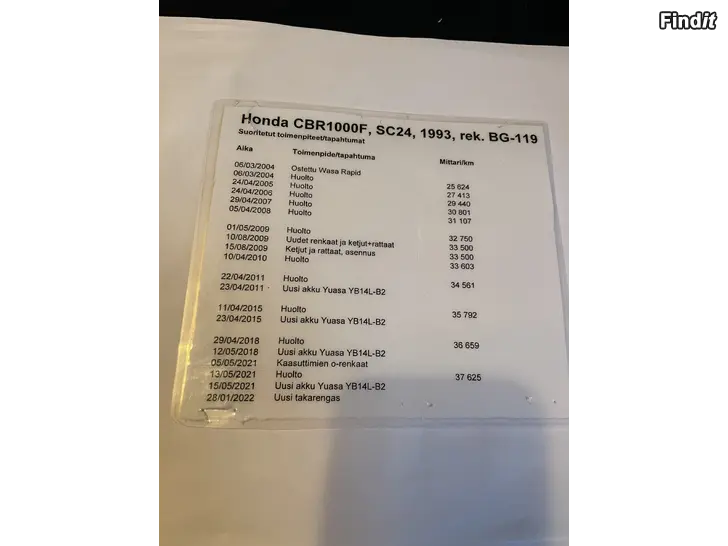 Findit
Honda CBR1000F, SC24, 1993, rek. BG-119
Suoritetut toimenpiteet/tapahtumat
Aika Toimenpide/tapahtuma Mittari/km
05/03/2004 Ostettu Wasa Rapid
06/03/2004 Huolto 25 624
24/04/2005 Huolto 27 413
24/04/2006 Huolto 29 440
29/04/2007 Huolto 30 801
05/04/2008 Huolto 31 107
01/05/2009 Huolto 32 750
10/08/2009 Uudet renkaat ja ketjut+rattaat 33 500
15/08/2009 Ketjut ja rattaat, asennus 33 500
10/04/2010 Huolto 33 603
22/04/2011 Huolto 34 561
23/04/2011 Uusi akku Yuasa YB14L-B2
11/04/2015 Huolto 35 792
23/04/2015 Uusi akku Yuasa YB14L-B2
29/04/2018 Huolto 36 659
12/05/2018 Uusi akku Yuasa YB14L-B2
05/05/2021 Kaasuttimien o-renkaat
13/05/2021 Huolto 37 625
15/05/2021 Uusi akku Yuasa YB14L-B2
28/01/2022 Uusi takarengas